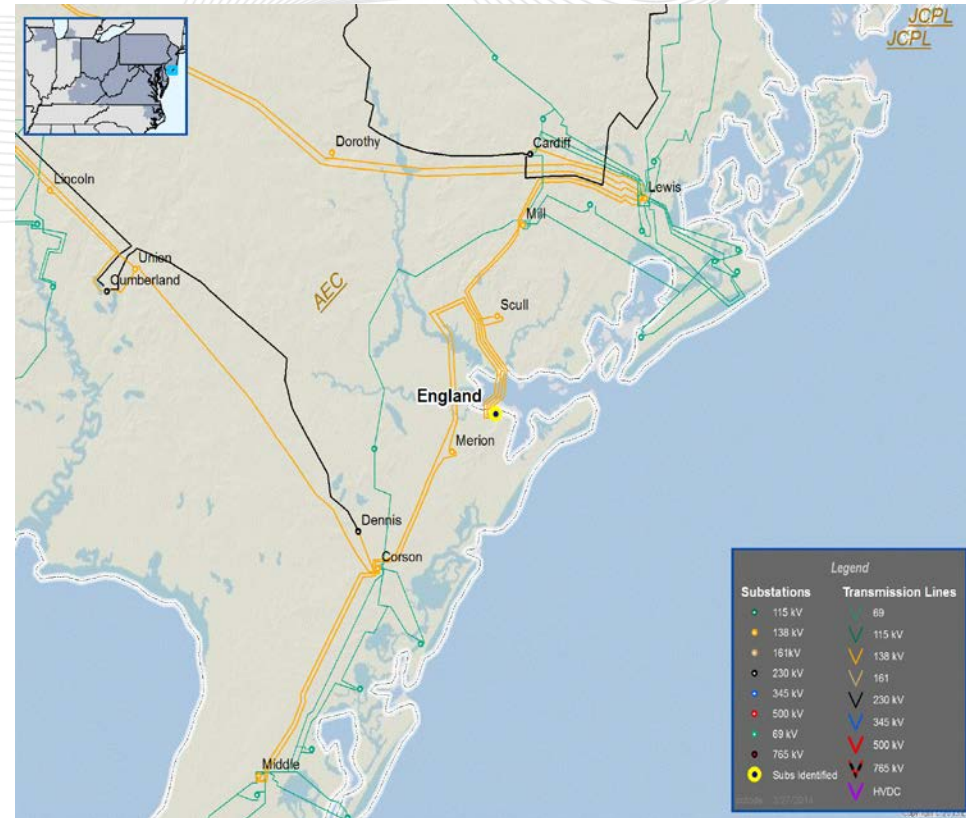 JCPL
JCPL
Dorothy
Cardiff
Lincoln
Lewis
Mill
Union
Cumberland
AEC
Scull
England
Merion
Dennis
Corson
Middle
Legend
Substations
115 kV
138 kV
161kV
230 kV
345 kV
500 kV
69 kV
765 kV
Subs Identified
Transmission Lines
69
115 kV
138 kV
161
230 kV
345 kV
500 kV
765 kV
HVDC